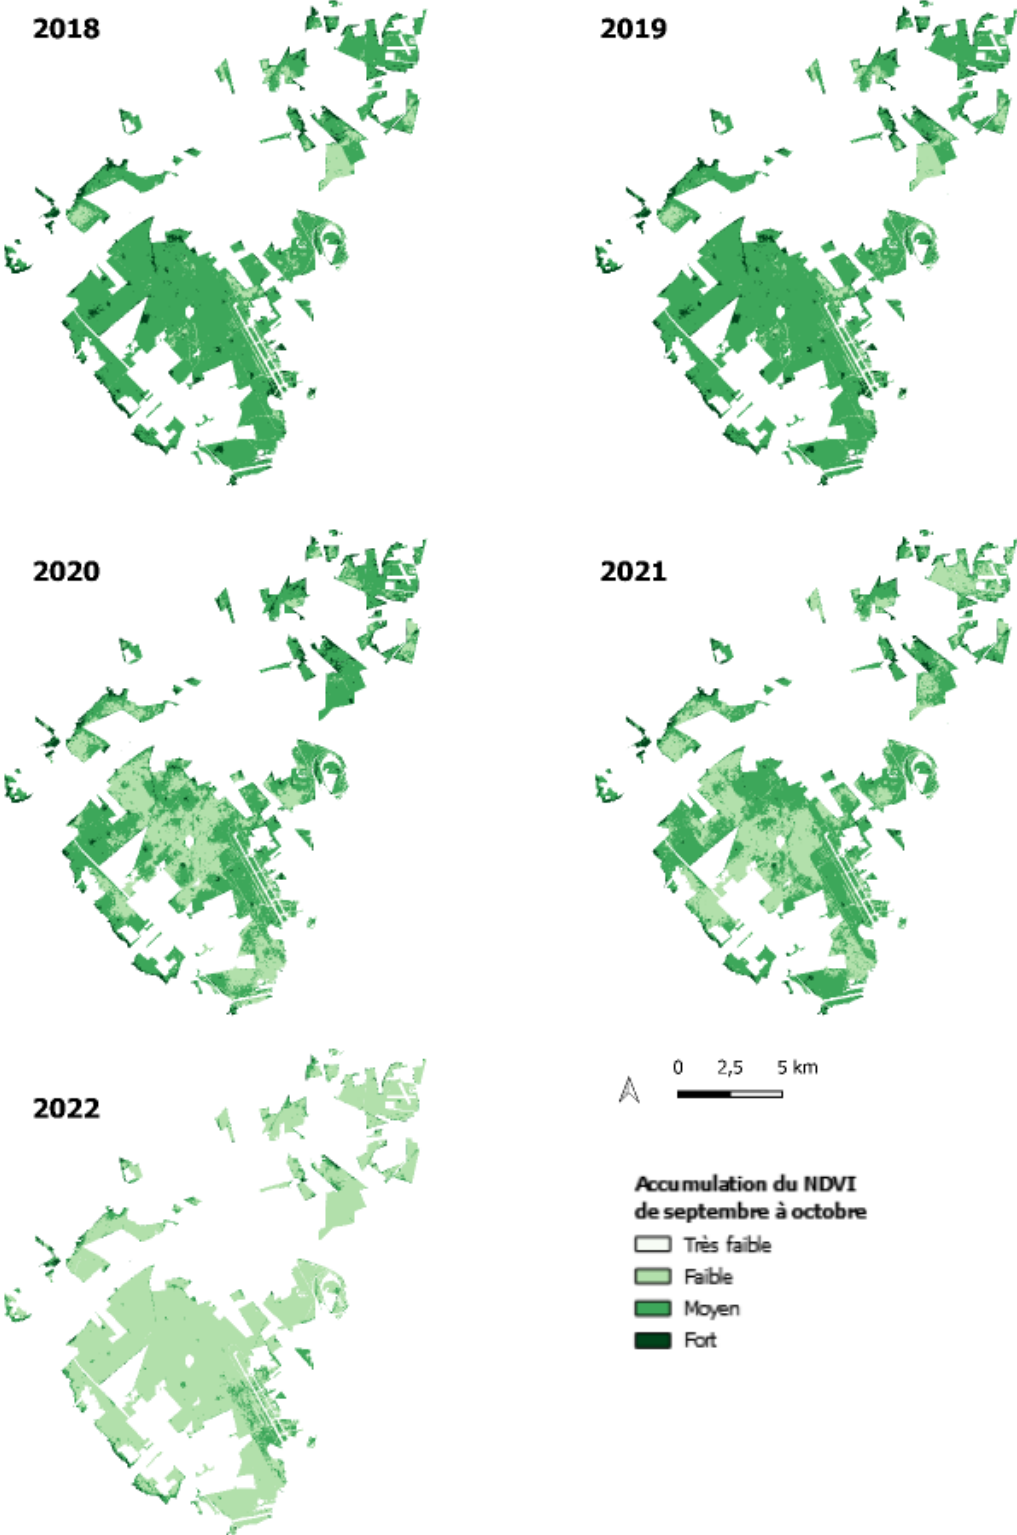 2018
2019
2020
2021
2022
0 2,5 5 km
Accumulation du NDVI
de septembre à octobre
Très faible
Faible
Moyen
Fort